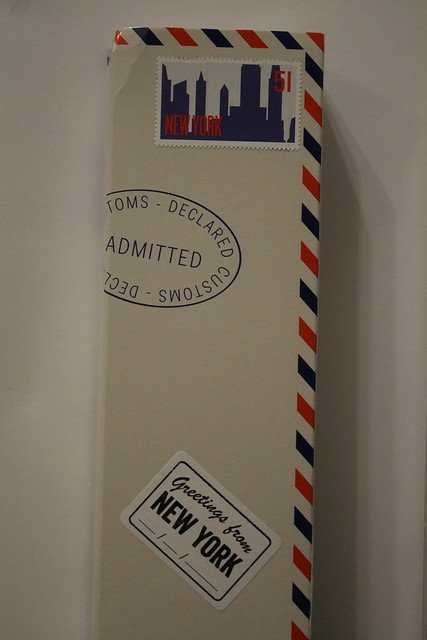 51
NEW YORK
TOMS - DECLARED CUSTOMS - DECL
ADMITTED
Greetings from
NEW YORK